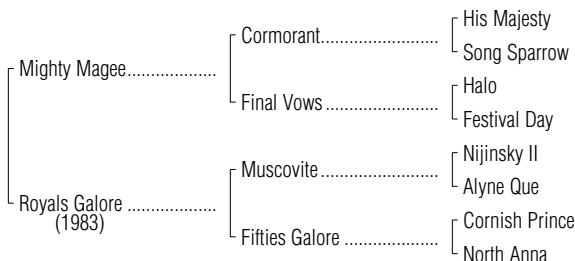 His Majesty
Cormorant........................
Song Sparrow
Mighty Magee..................
Halo
Final Vows.......................
Festival Day
Nijinsky II
Muscovite........................
Alyne Que
Royals Galore..................
(1983)
Cornish Prince
Fifties Galore...................
North Anna